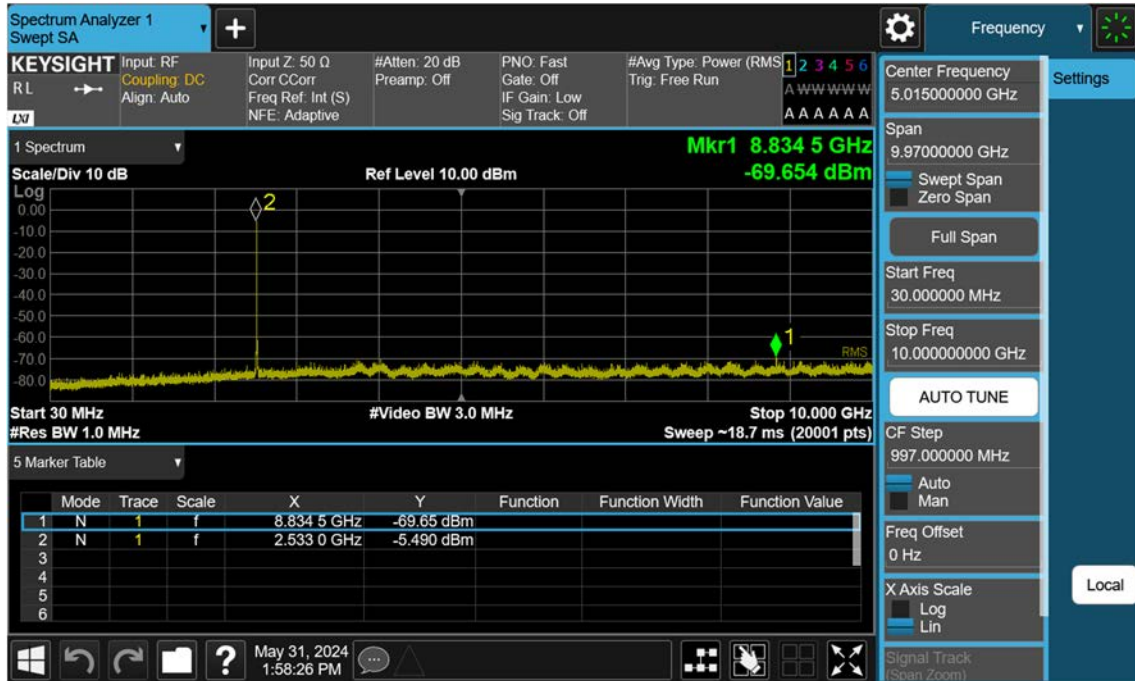 Spectrum Analyzer 1
Swept SA
+
Frequency
KEYSIGHT
R L
LXI
Input: RF
Coupling: DC
Align: Auto
Input Z: 50 Ω
Corr CCorr
Freq Ref: Int (S)
NFE: Adaptive
#Atten: 20 dB
Preamp: Off
PNO: Fast
Gate: Off
IF Gain: Low
Sig Track: Off
#Avg Type: Power (RMS
Trig: Free Run
1 2 3 4 5 6
A W W W W W
A A A A A A
1 Spectrum
Scale/Div 10 dB
Ref Level 10.00 dBm
Mkr1 8.834 5 GHz
-69.654 dBm
Log
0.00
-10.0
-20.0
-30.0
-40.0
-50.0
-60.0
-70.0
-80.0
2
1
RMS
Start 30 MHz
#Video BW 3.0 MHz
Stop 10.000 GHz
#Res BW 1.0 MHz
Sweep ~18.7 ms (20001 pts)
5 Marker Table
Mode Trace Scale X Y Function Function Width Function Value
1 N 1 f 8.834 5 GHz -69.65 dBm
2 N 1 f 2.533 0 GHz -5.490 dBm
3
4
5
6
Center Frequency
5.015000000 GHz
Span
9.97000000 GHz
Swept Span
Zero Span
Full Span
Start Freq
30.000000 MHz
Stop Freq
10.000000000 GHz
AUTO TUNE
CF Step
997.000000 MHz
Auto
Man
Freq Offset
0 Hz
X Axis Scale
Log
Lin
Signal Track
(Span Zoom)
Settings
Local
?
May 31, 2024
1:58:26 PM